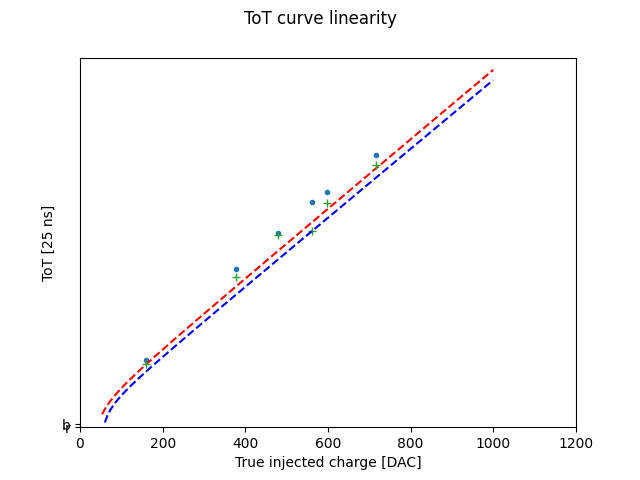 ToT curve linearity
ToT [25 ns]
b
r
0 200 400 600 800 1000 1200
True injected charge [DAC]